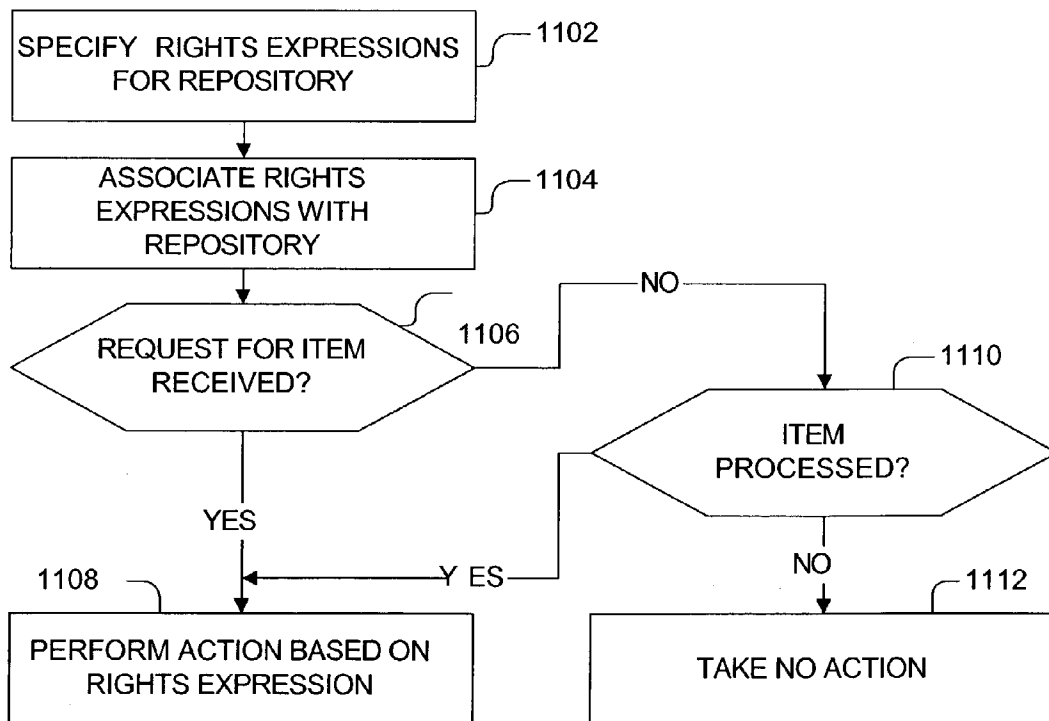 SPECIFY RIGHTS EXPRESSIONS
FOR REPOSITORY
1102
ASSOCIATE RIGHTS
EXPRESSIONS WITH
REPOSITORY
1104
REQUEST FOR ITEM
RECEIVED?
1106
NO
1110
ITEM
PROCESSED?
YES
Y ES
NO
1108
PERFORM ACTION BASED ON
RIGHTS EXPRESSION
1112
TAKE NO ACTION